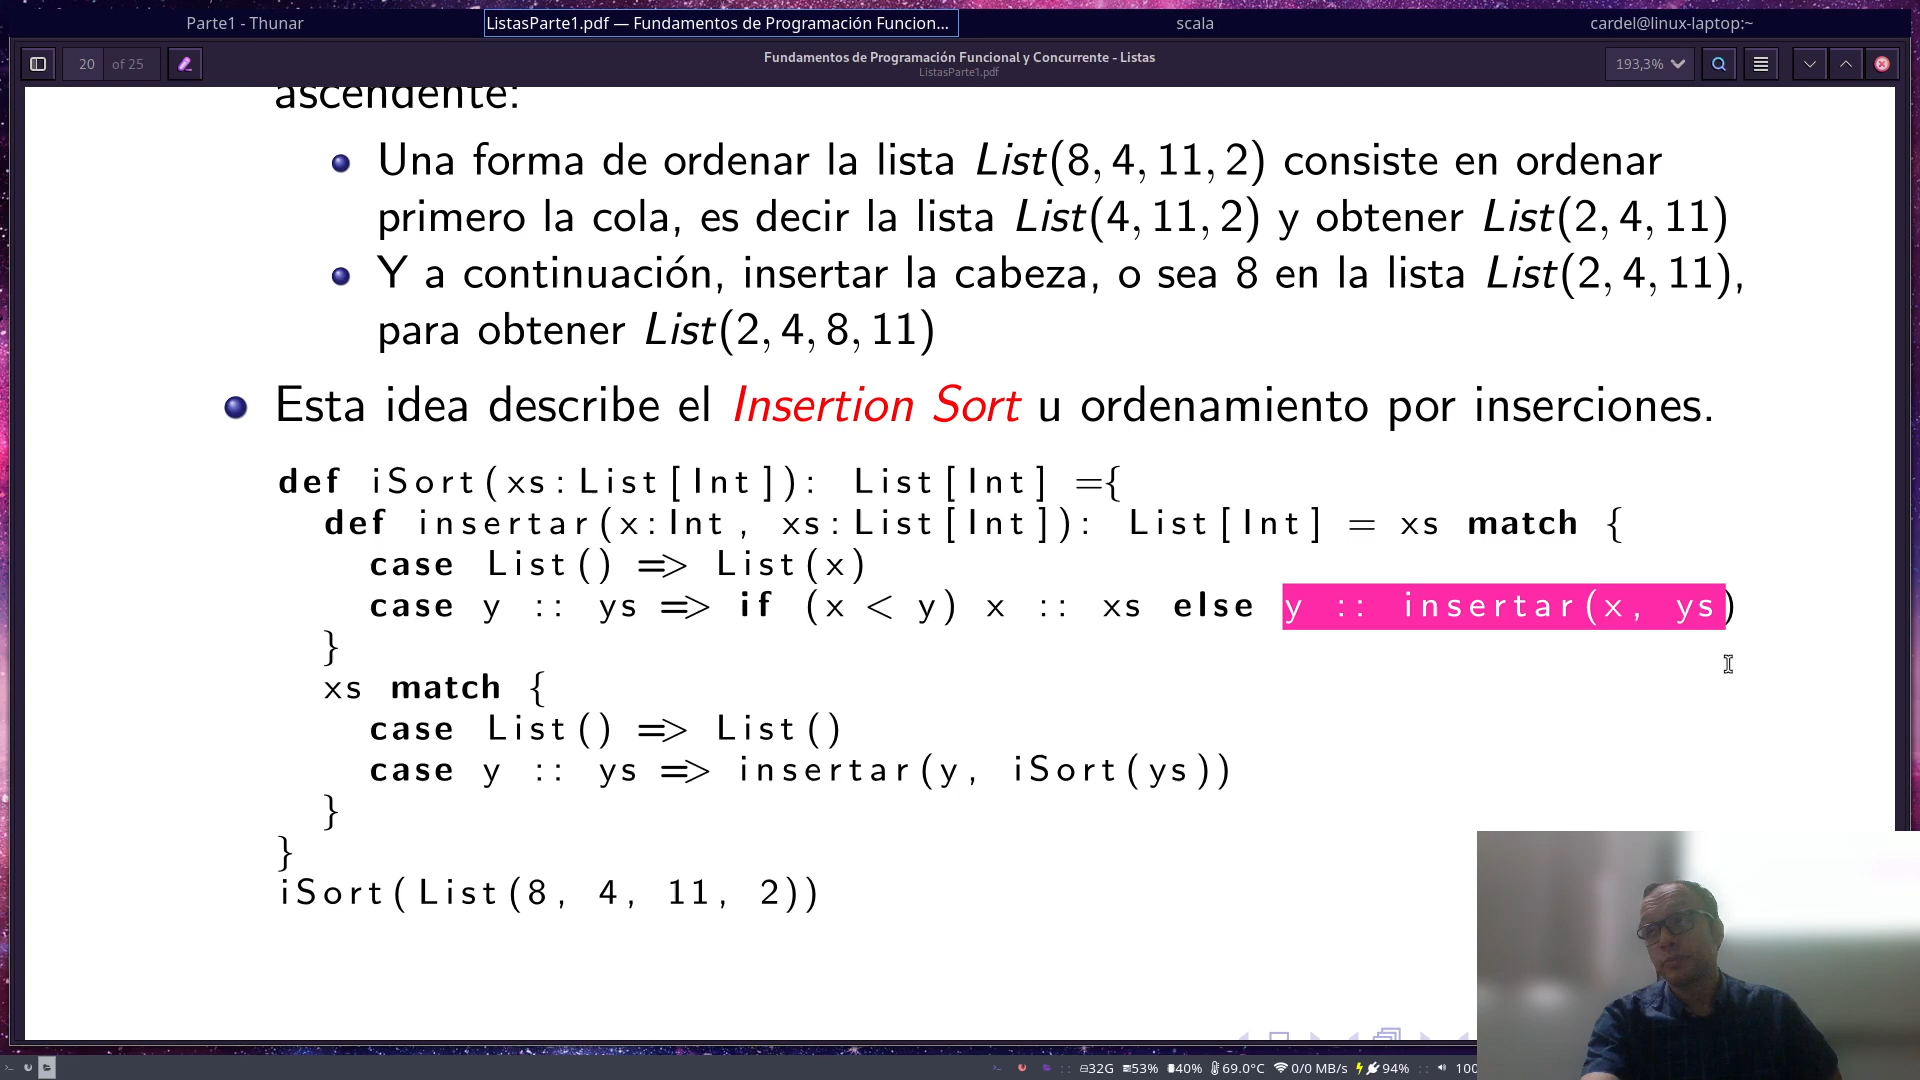 Parte1 - Thunar
ListasParte1.pdf — Fundamentos de Programación Funcion...
scala
cardel@linux-laptop:~
20 of 25
Fundamentos de Programación Funcional y Concurrente - Listas
ListasParte1.pdf
193,3%
ascendente:
Una forma de ordenar la lista List(8, 4, 11, 2) consiste en ordenar
primero la cola, es decir la lista List(4, 11, 2) y obtener List(2, 4, 11)
Y a continuación, insertar la cabeza, o sea 8 en la lista List(2, 4, 11),
para obtener List(2, 4, 8, 11)
Esta idea describe el Insertion Sort u ordenamiento por inserciones.
def iSort(xs:List[Int]): List[Int] ={
def insertar(x:Int, xs:List[Int]): List[Int] = xs match {
case List() => List(x)
case y :: ys => if (x < y) x :: xs else y :: insertar(x, ys)
}
xs match {
case List() => List()
case y :: ys => insertar(y, iSort(ys))
}
}
iSort(List(8, 4, 11, 2))
32G 53% 40% 69.0°C 0/0 MB/s 94% :: 100